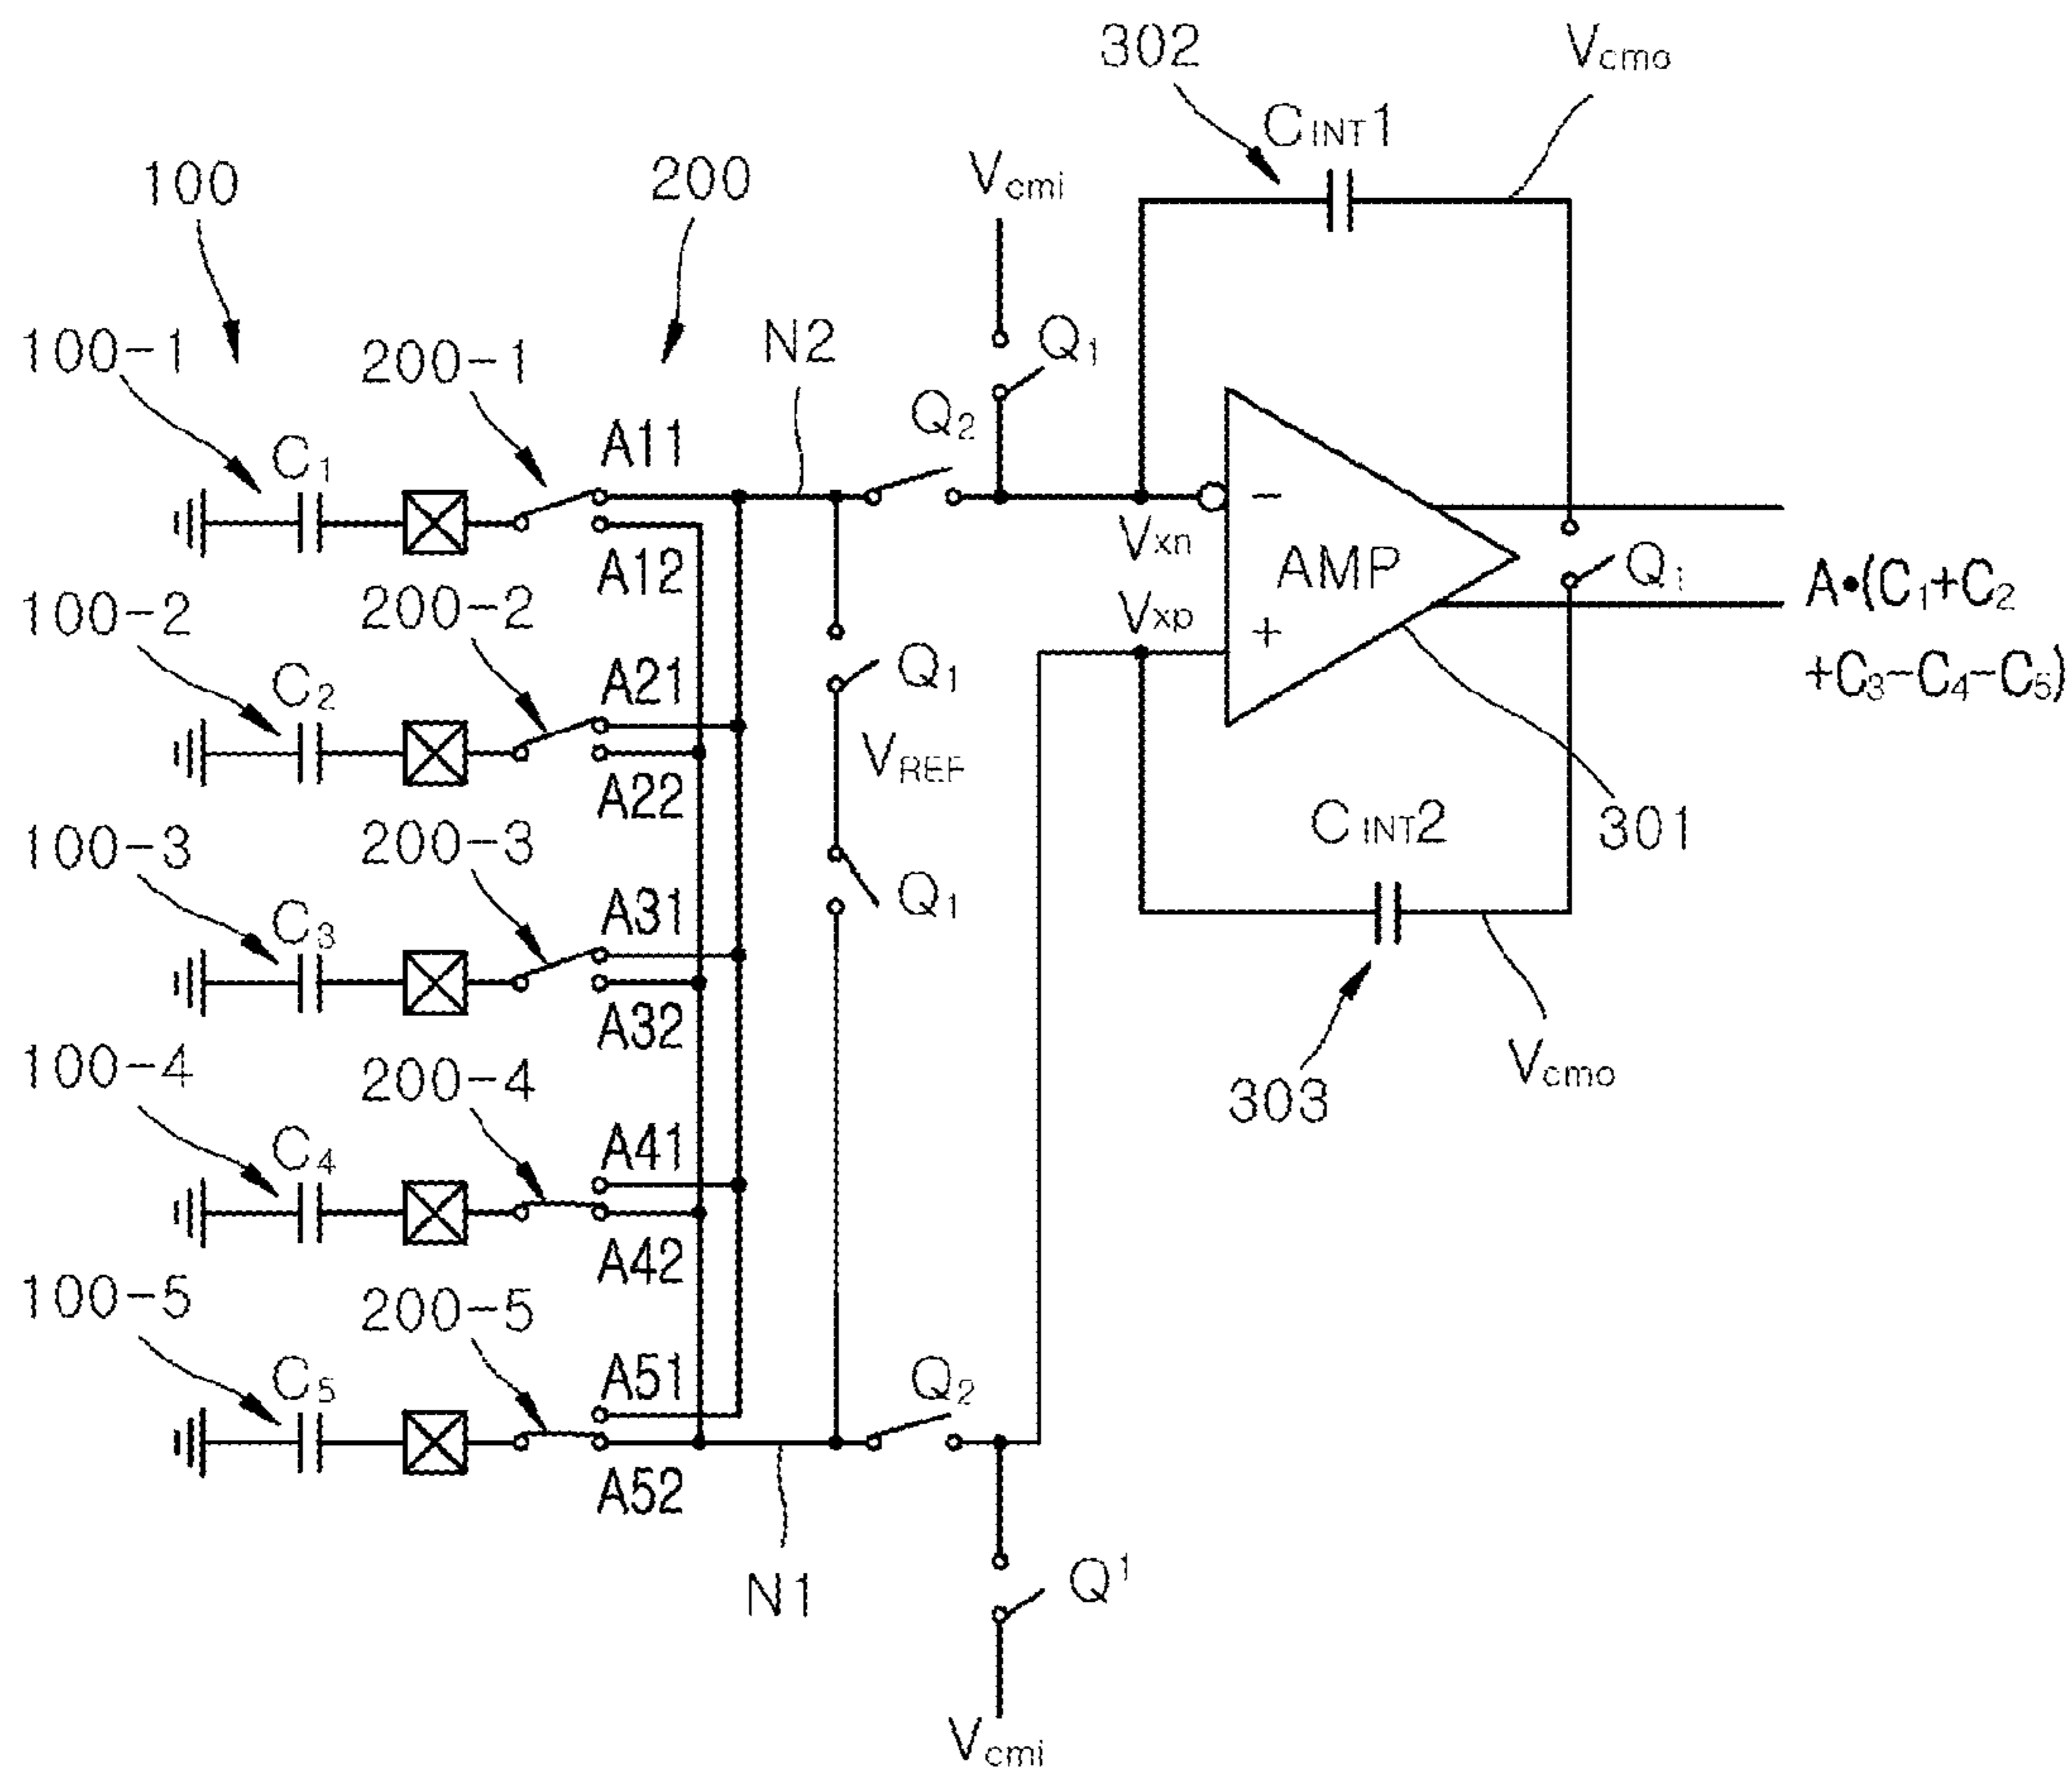 302
Vcmo
CINT1
100
200
Vcmi
100-1
200-1
N2
Q1
Q2
C1
A11
A12
Vxn
AMP
Q1
A•(C1+C2
+C3-C4-C5)
100-2
200-2
Vxp
−
+
C2
A21
A22
Q1
VREF
CINT2
301
100-3
200-3
C3
A31
A32
Q1
303
Vcmo
100-4
200-4
C4
A41
A42
100-5
200-5
C5
A51
A52
Q2
N1
Q1
Vcmi